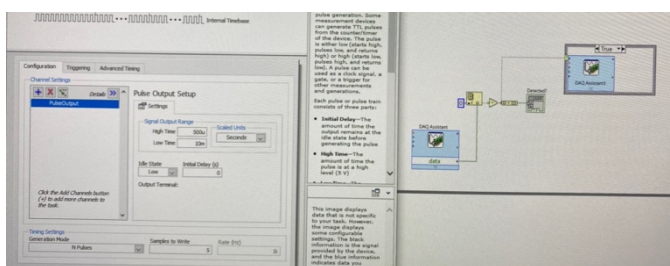 Internal Timebase
Configuration Triggering Advanced Timing
Channel Settings
Details
PulseOutput
Click the Add Channels button
(+) to add more channels to
the task.
Pulse Output Setup
Settings
Signal Output Range
High Time 500u
Low Time 10m
Scaled Units
Seconds
Idle State
Low
Initial Delay (s)
0
Output Terminal:
Timing Settings
Generation Mode
N Pulses
Samples to Write
5
Rate (Hz)
pulse generation. Some
measurement devices
can generate TTL pulses
from the counter/timer
of the device. The pulse
is either low (starts high,
pulses low, and returns
high) or high (starts low,
pulses high, and returns
low). A pulse can be
used as a clock signal, a
gate, or a trigger for
other measurements
and generations.
Each pulse or pulse train
consists of three parts:
• Initial Delay—The
amount of time the
output remains at the
idle state before
generating the pulse
• High Time—The
amount of time the
pulse is at a high
level (5 V)
This image displays
data that is not specific
to your task. However,
the image displays
some configurable
settings. The black
information is the signal
provided by the device,
and the blue information
indicates data you
True
DAQ Assistant2
Detected?
0
DAQ Assistant
data